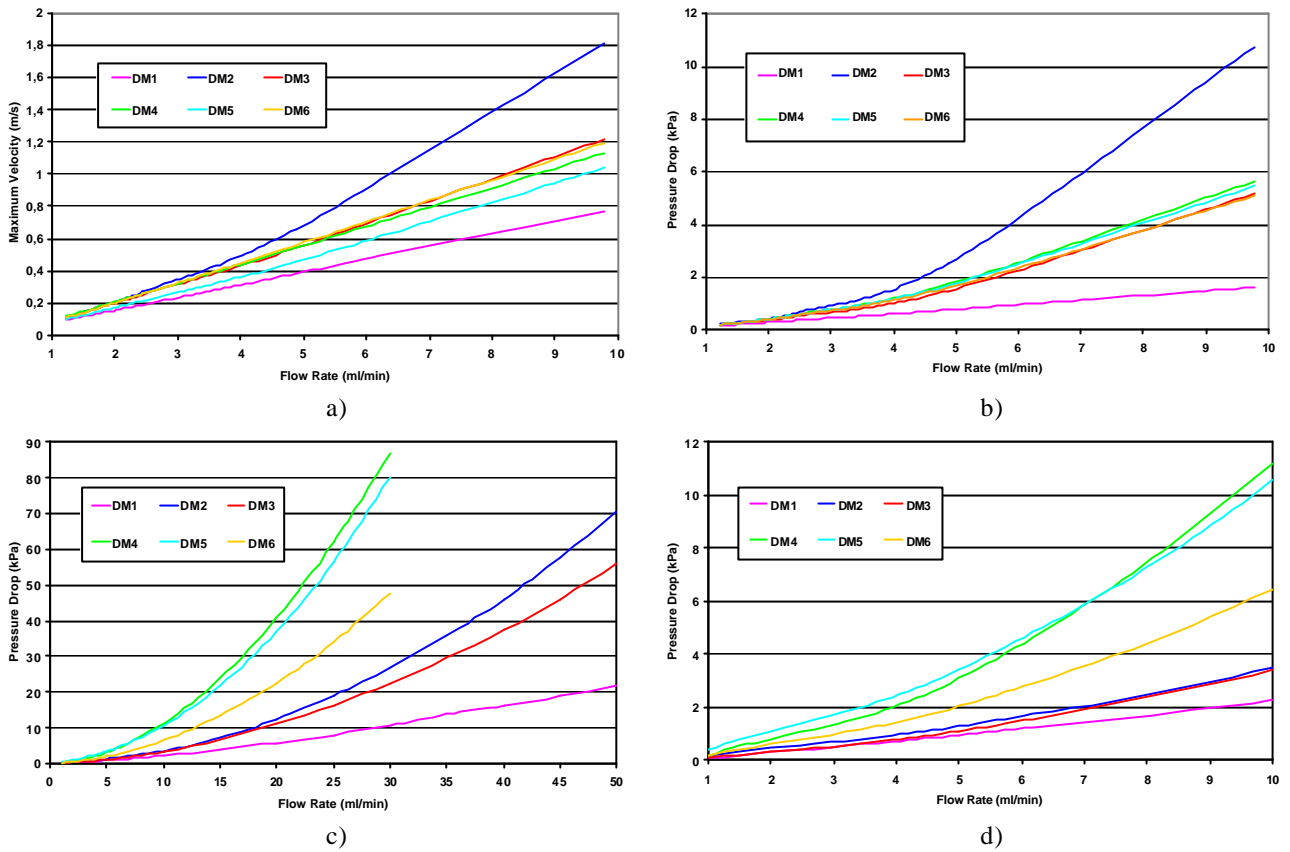 2
1,8
1,6
1,4
1,2
1
0,8
0,6
0,4
0,2
0
Maximum Velocity (m/s)
DM1 DM2 DM3
DM4 DM5 DM6
1 2 3 4 5 6 7 8 9 10
Flow Rate (ml/min)
a)
12
10
8
6
4
2
0
Pressure Drop (kPa)
DM1 DM2 DM3
DM4 DM5 DM6
1 2 3 4 5 6 7 8 9 10
Flow Rate (ml/min)
b)
90
80
70
60
50
40
30
20
10
0
Pressure Drop (kPa)
DM1 DM2 DM3
DM4 DM5 DM6
0 5 10 15 20 25 30 35 40 45 50
Flow Rate (ml/min)
c)
12
10
8
6
4
2
0
Pressure Drop (kPa)
DM1 DM2 DM3
DM4 DM5 DM6
1 2 3 4 5 6 7 8 9 10
Flow Rate (ml/min)
d)